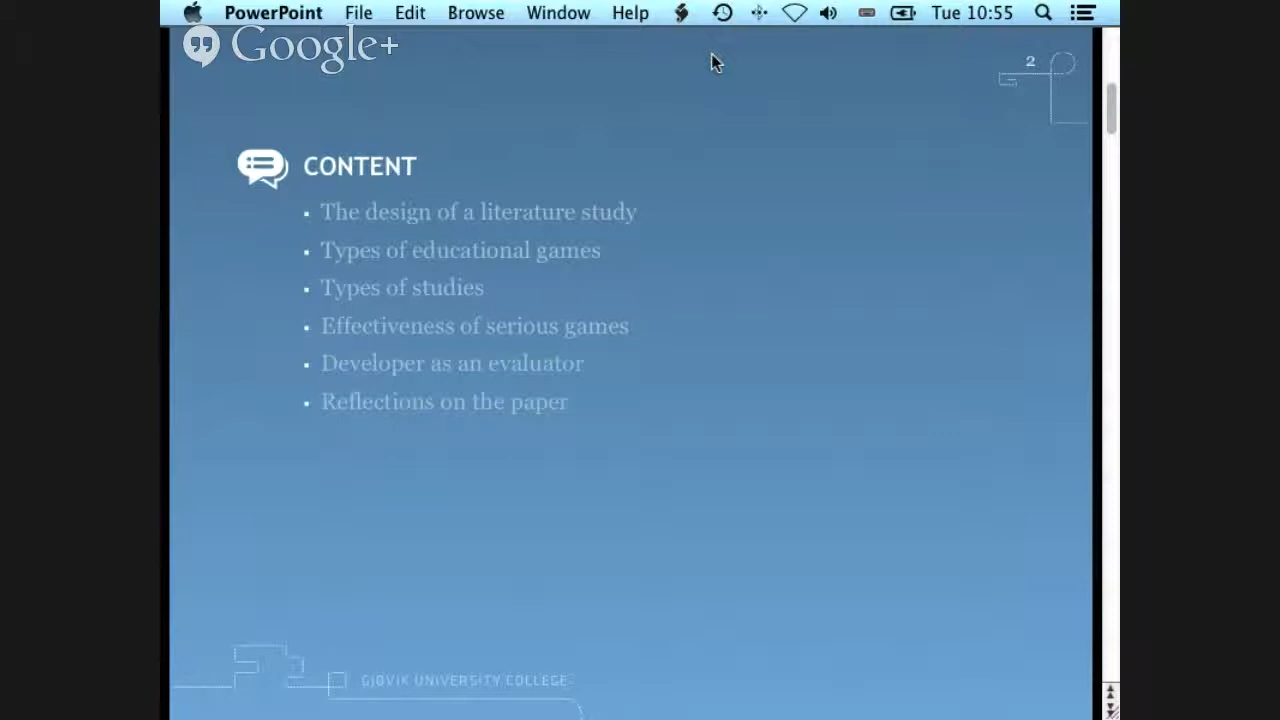 PowerPoint File Edit Browse Window Help Tue 10:55
Google+
2
CONTENT
The design of a literature study
Types of educational games
Types of studies
Effectiveness of serious games
Developer as an evaluator
Reflections on the paper
GJØVIK UNIVERSITY COLLEGE